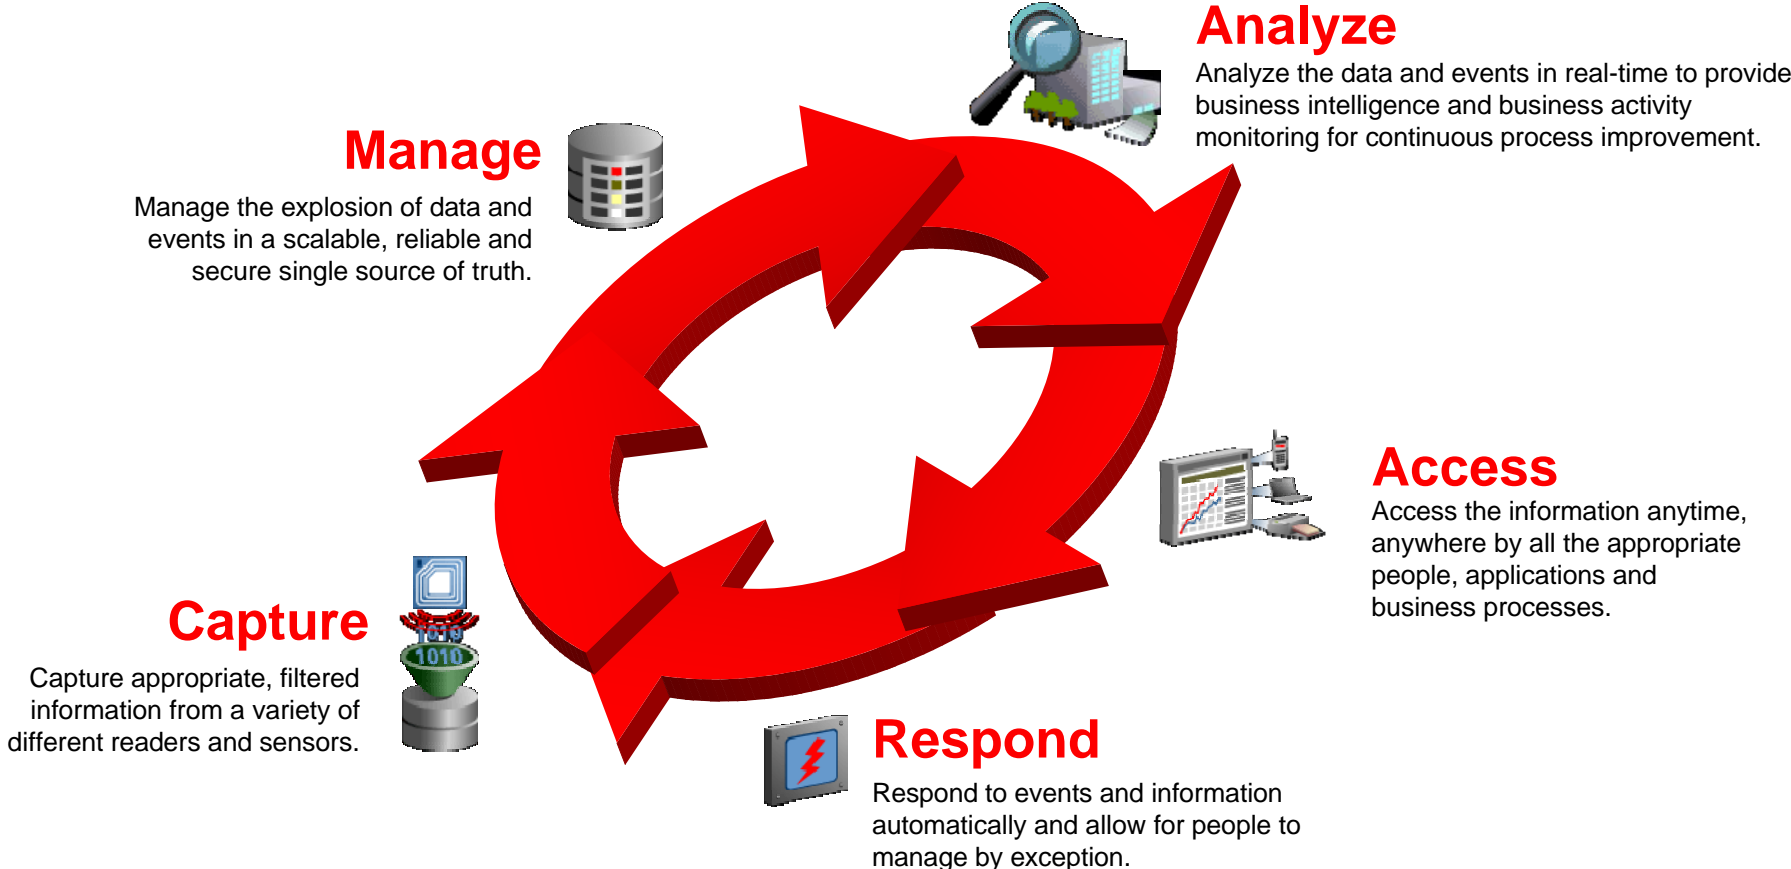 Analyze
Analyze the data and events in real-time to provide
business intelligence and business activity
monitoring for continuous process improvement.
Manage
Manage the explosion of data and
events in a scalable, reliable and
secure single source of truth.
Access
Access the information anytime,
anywhere by all the appropriate
people, applications and
business processes.
Capture
Capture appropriate, filtered
information from a variety of
different readers and sensors.
1010
1010
Respond
Respond to events and information
automatically and allow for people to
manage by exception.